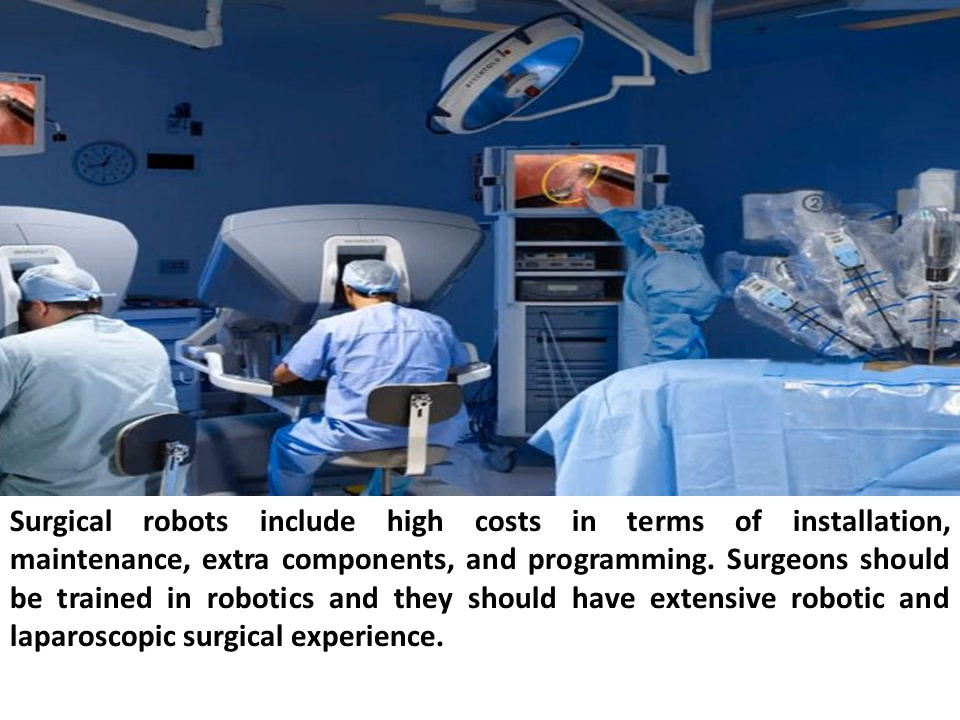 ②
Surgical robots include high costs in terms of installation,
maintenance, extra components, and programming. Surgeons should
be trained in robotics and they should have extensive robotic and
laparoscopic surgical experience.